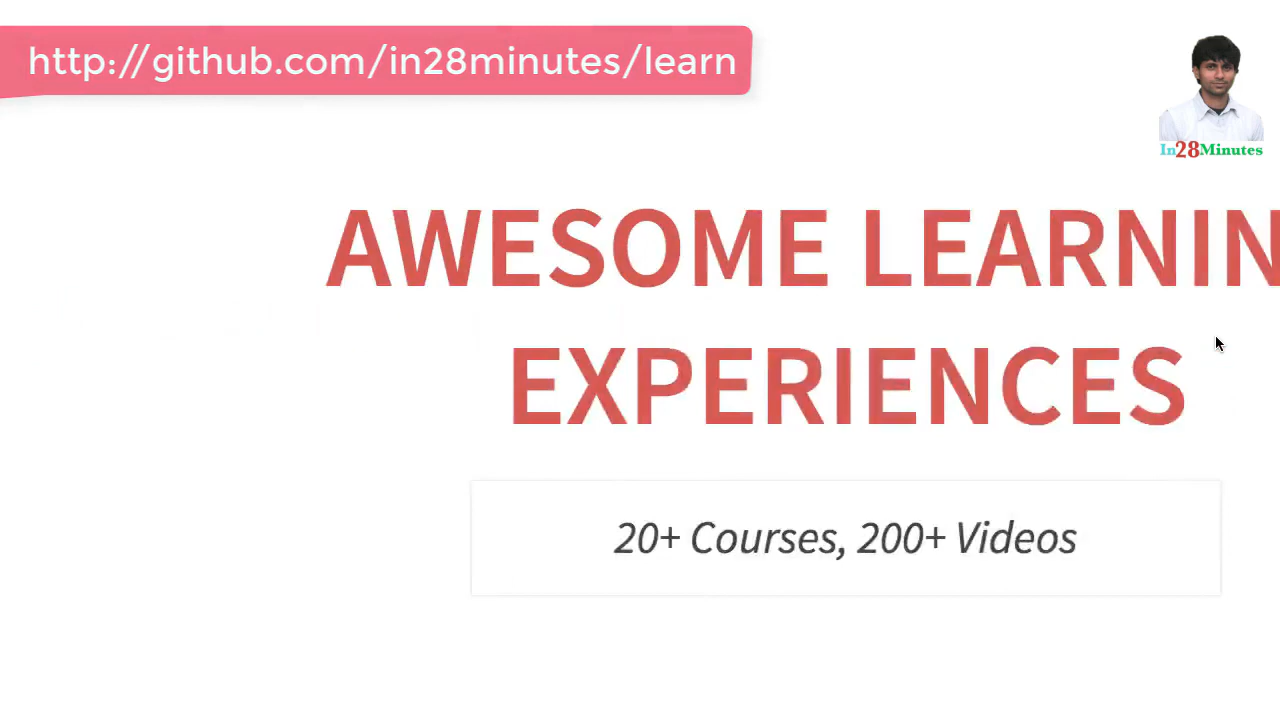 http://github.com/in28minutes/learn
In28Minutes
AWESOME LEARNIN
EXPERIENCES
20+ Courses, 200+ Videos